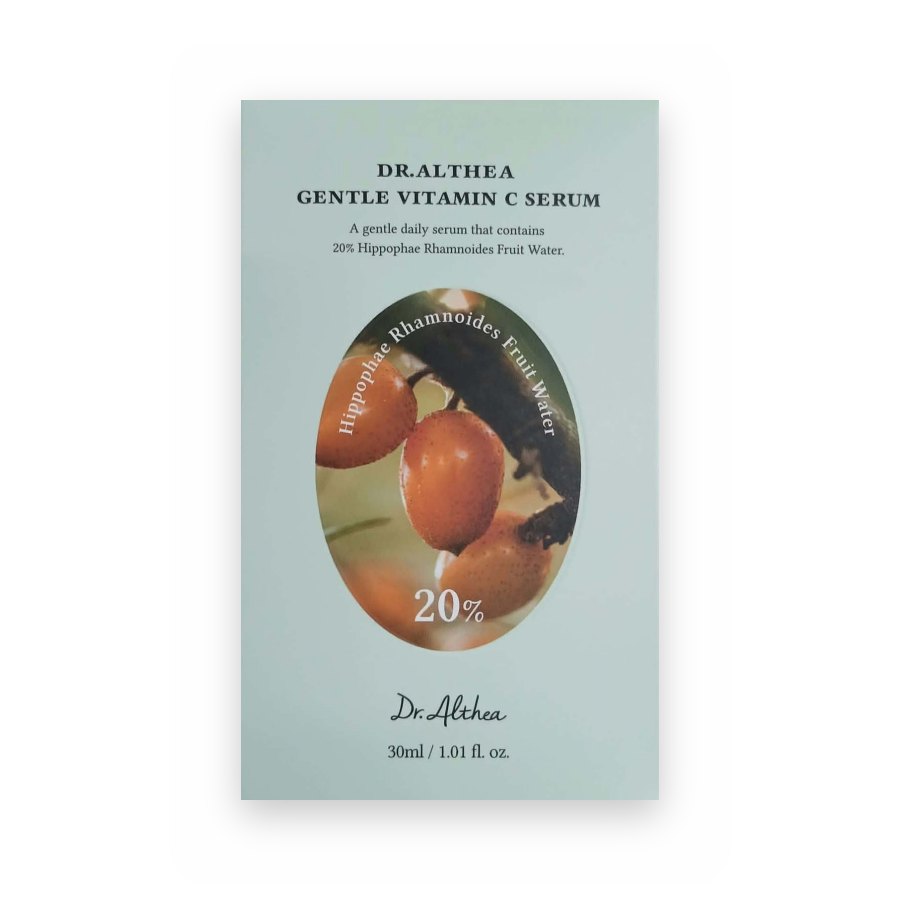 DR.ALTHEA
GENTLE VITAMIN C SERUM
A gentle daily serum that contains
20% Hippophae Rhamnoides Fruit Water.
Hippophae Rhamnoides Fruit Water
20%
Dr. Althea
30ml / 1.01 fl. oz.